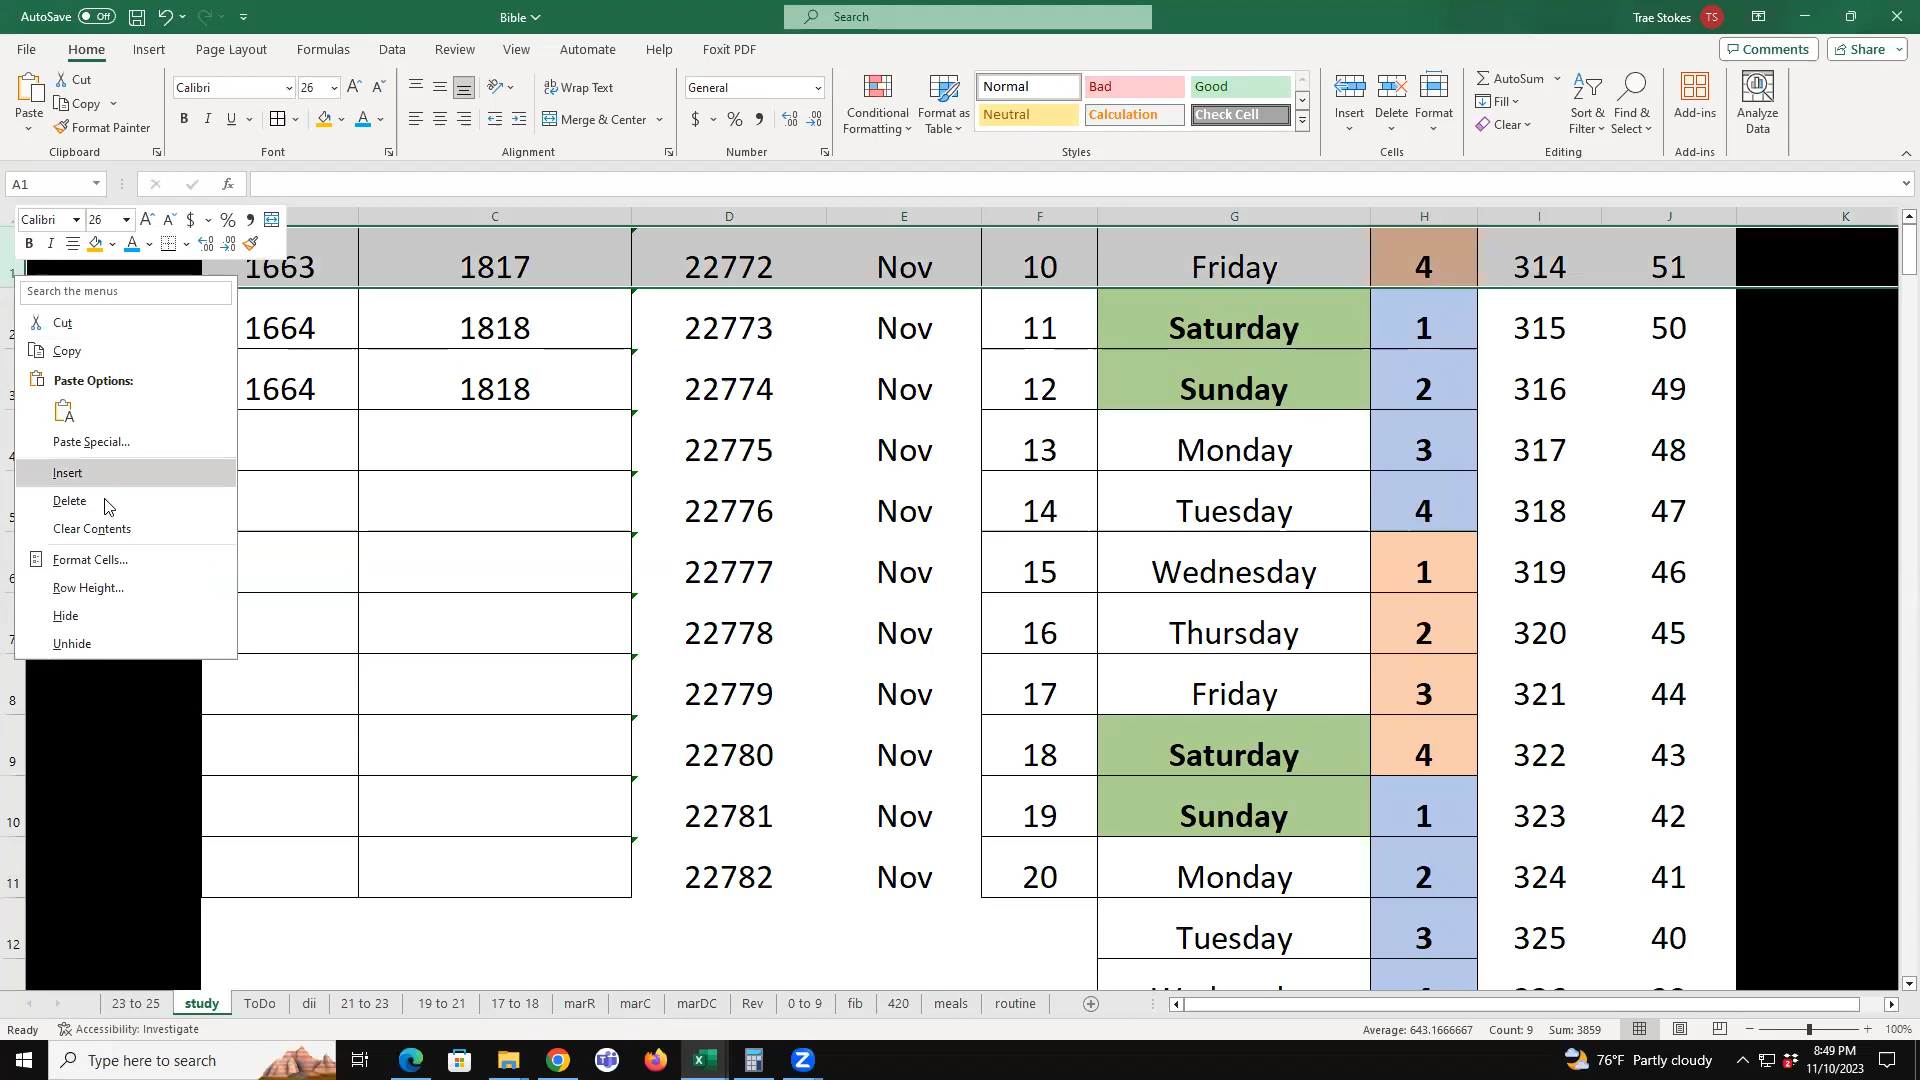 AutoSave Off Bible Search Trae Stokes TS
File Home Insert Page Layout Formulas Data Review View Automate Help Foxit PDF Comments Share
Paste Cut Copy Format Painter Clipboard
Calibri 26 B I U Font
Wrap Text Merge & Center Alignment
General $ % Number
Conditional Formatting Format as Table Normal Bad Good Neutral Calculation Check Cell Styles
Insert Delete Format Cells
AutoSum Fill Clear Sort & Filter Find & Select Editing
Add-ins Add-ins Analyze Data
A1 fx
Calibri 26 $ %
B I A
C D E F G H I J K
1 1663 1817 22772 Nov 10 Friday 4 314 51
1664 1818 22773 Nov 11 Saturday 1 315 50
1664 1818 22774 Nov 12 Sunday 2 316 49
22775 Nov 13 Monday 3 317 48
22776 Nov 14 Tuesday 4 318 47
22777 Nov 15 Wednesday 1 319 46
22778 Nov 16 Thursday 2 320 45
8 22779 Nov 17 Friday 3 321 44
9 22780 Nov 18 Saturday 4 322 43
10 22781 Nov 19 Sunday 1 323 42
11 22782 Nov 20 Monday 2 324 41
12 Tuesday 3 325 40
Search the menus
Cut
Copy
Paste Options:
Paste Special...
Insert
Delete
Clear Contents
Format Cells...
Row Height...
Hide
Unhide
23 to 25 study ToDo dii 21 to 23 19 to 21 17 to 18 marR marC marDC Rev 0 to 9 fib 420 meals routine
Ready Accessibility: Investigate Average: 643.1666667 Count: 9 Sum: 3859 100%
Type here to search 76°F Partly cloudy 8:49 PM
11/10/2023